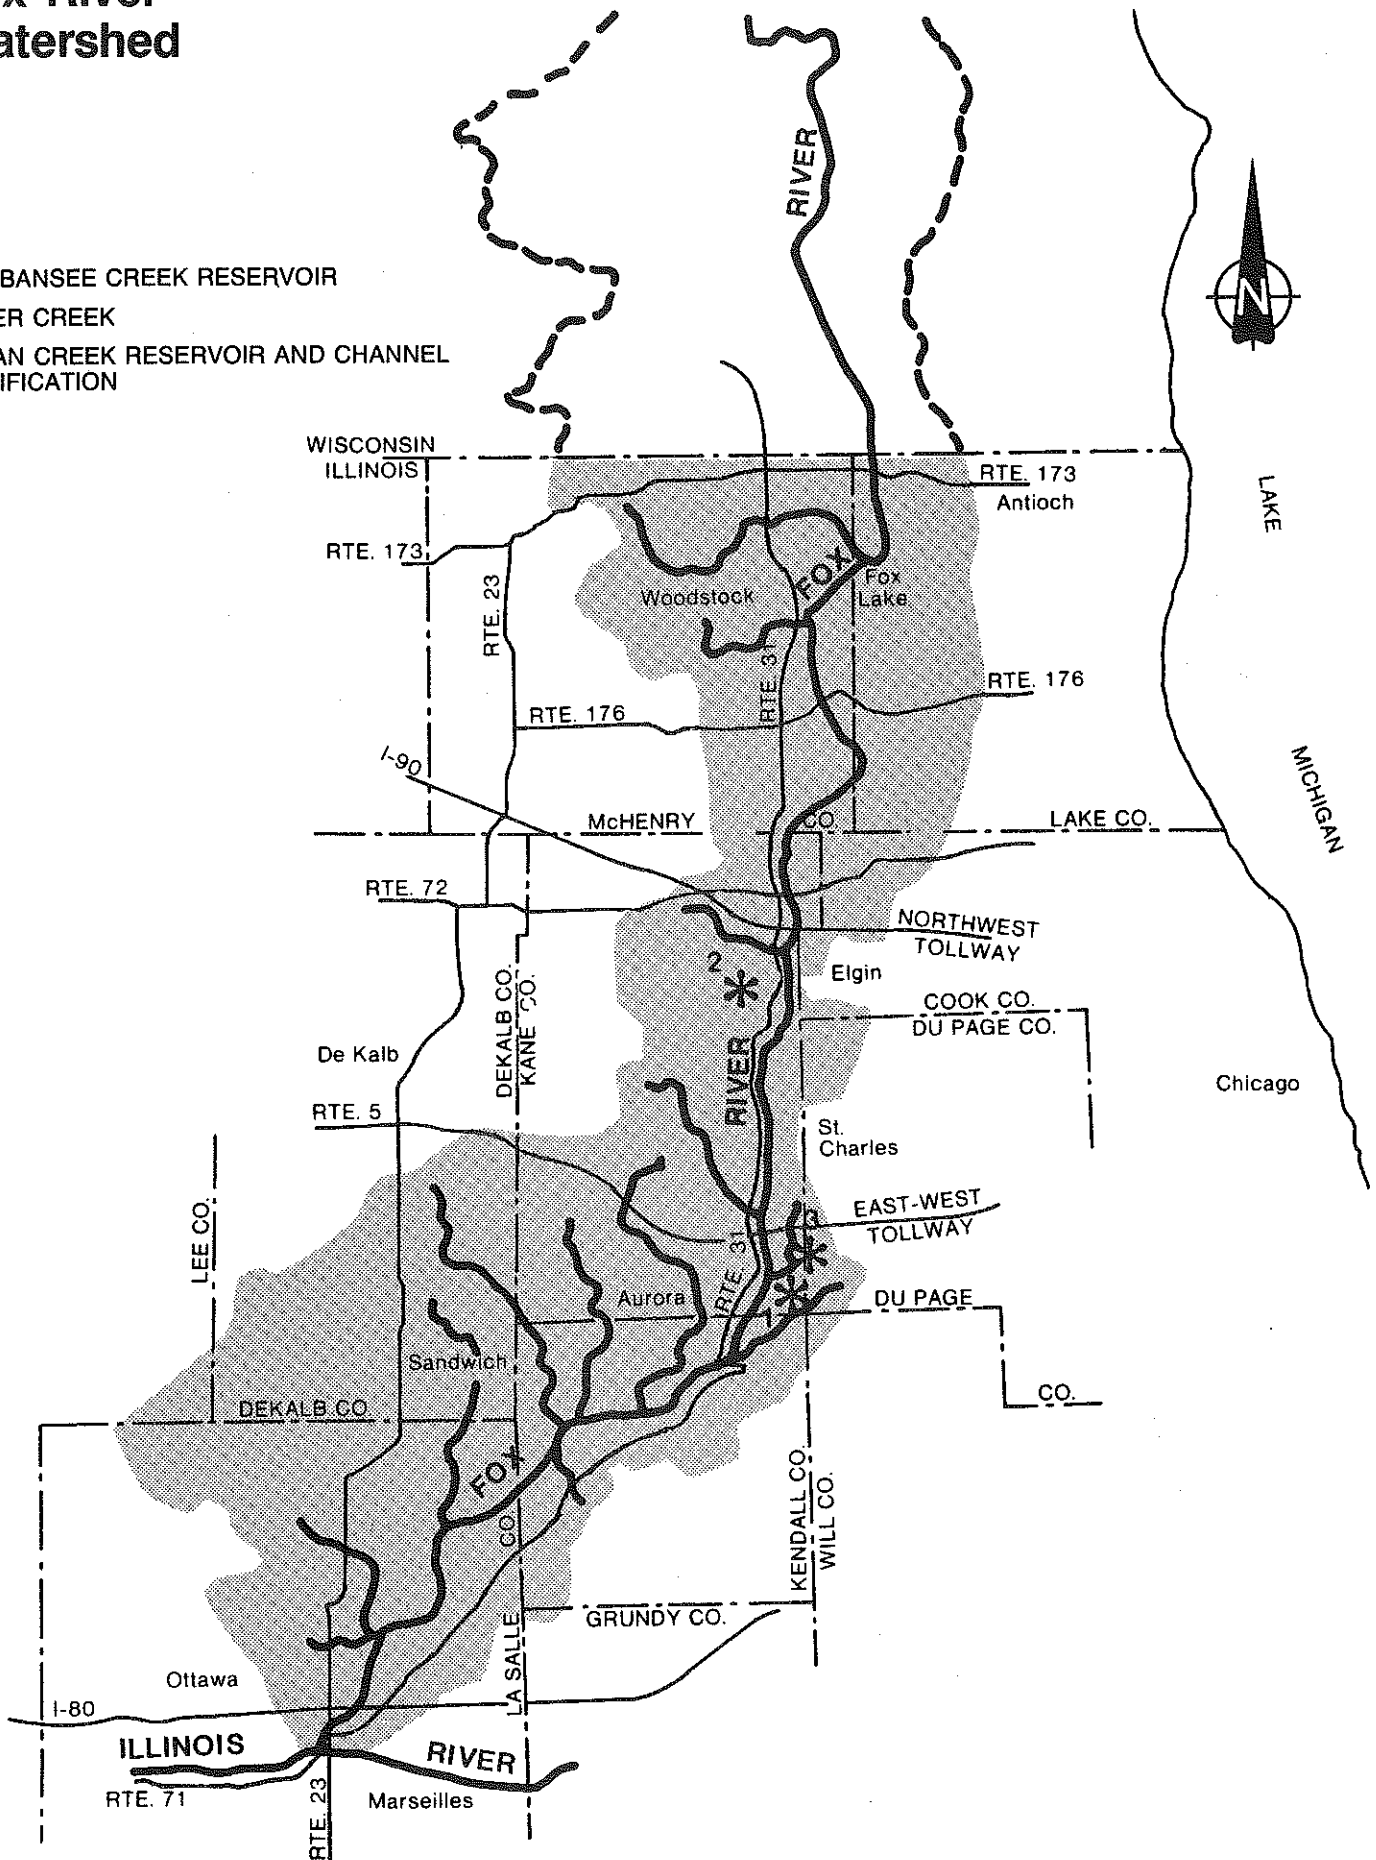 x River
atershed
RIVER
BANSEE CREEK RESERVOIR
ER CREEK
AN CREEK RESERVOIR AND CHANNEL
IFICATION
N
WISCONSIN
ILLINOIS
RTE. 173
Antioch
LAKE
RTE. 173
RTE. 23
FOX
Fox
Lake
Woodstock
RTE. 31
RTE. 176
RTE. 176
I-90
MICHIGAN
McHENRY
CO
LAKE CO.
RTE. 72
NORTHWEST
TOLLWAY
2
Elgin
DEKALB CO.
KANE CO.
COOK CO.
DU PAGE CO.
De Kalb
RIVER
Chicago
RTE. 5
St.
Charles
LEE CO.
EAST-WEST
TOLLWAY
3
RTE. 31
Aurora
1
DU PAGE
Sandwich
CO.
DEKALB CO
FOX
KENDALL CO.
WILL CO.
CO.
GRUNDY CO.
LA SALLE
Ottawa
I-80
ILLINOIS
RIVER
RTE. 71
RTE. 23
Marseilles